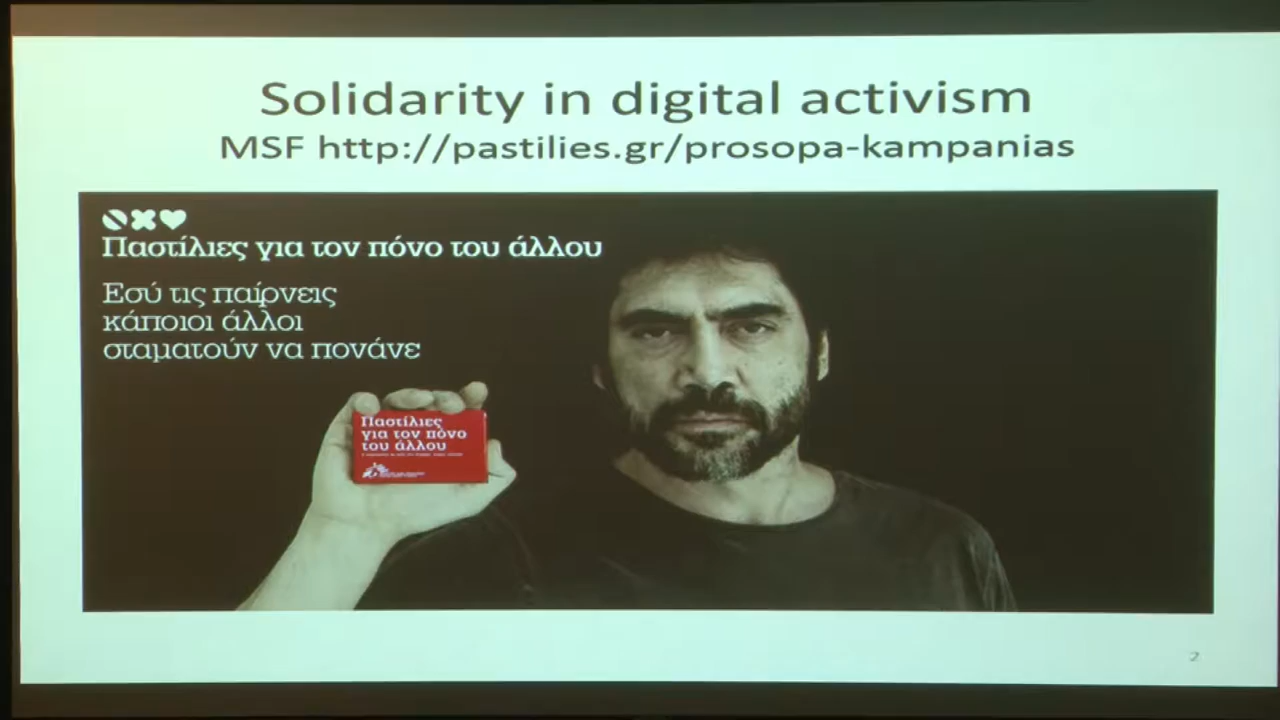 Solidarity in digital activism
MSF http://pastilies.gr/prosopa-kampanias
Παστίλιες για τον πόνο του άλλου
Εσύ τις παίρνεις
κάποιοι άλλοι
σταματούν να πονάνε
Παστίλιες
για τον πόνο
του άλλου
2